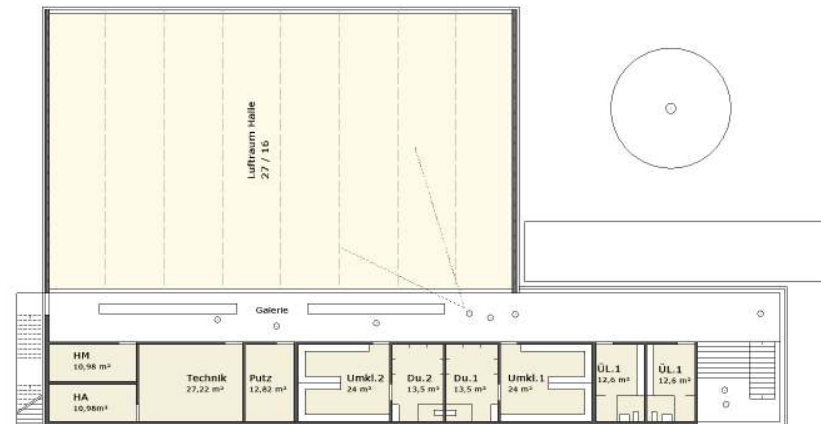 Luftraum Halle
27 / 16
Galerie
HM
10,98 m²
HA
10,98m²
Technik
27,22 m²
Putz
12,82 m²
Umkl.2
24 m²
Du.2
13,5 m²
Du.1
13,5 m²
Umkl.1
24 m²
ÜL.1
12,6 m²
ÜL.1
12,6 m²